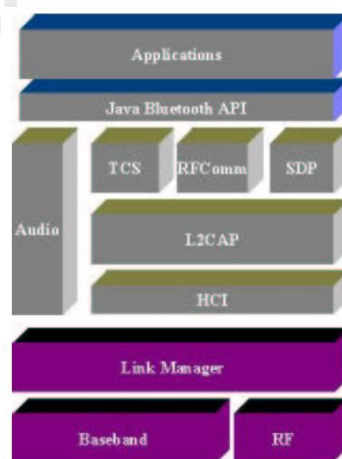 Applications
Java Bluetooth API
TCS RFComm SDP
Audio
L2CAP
HCI
Link Manager
Baseband RF